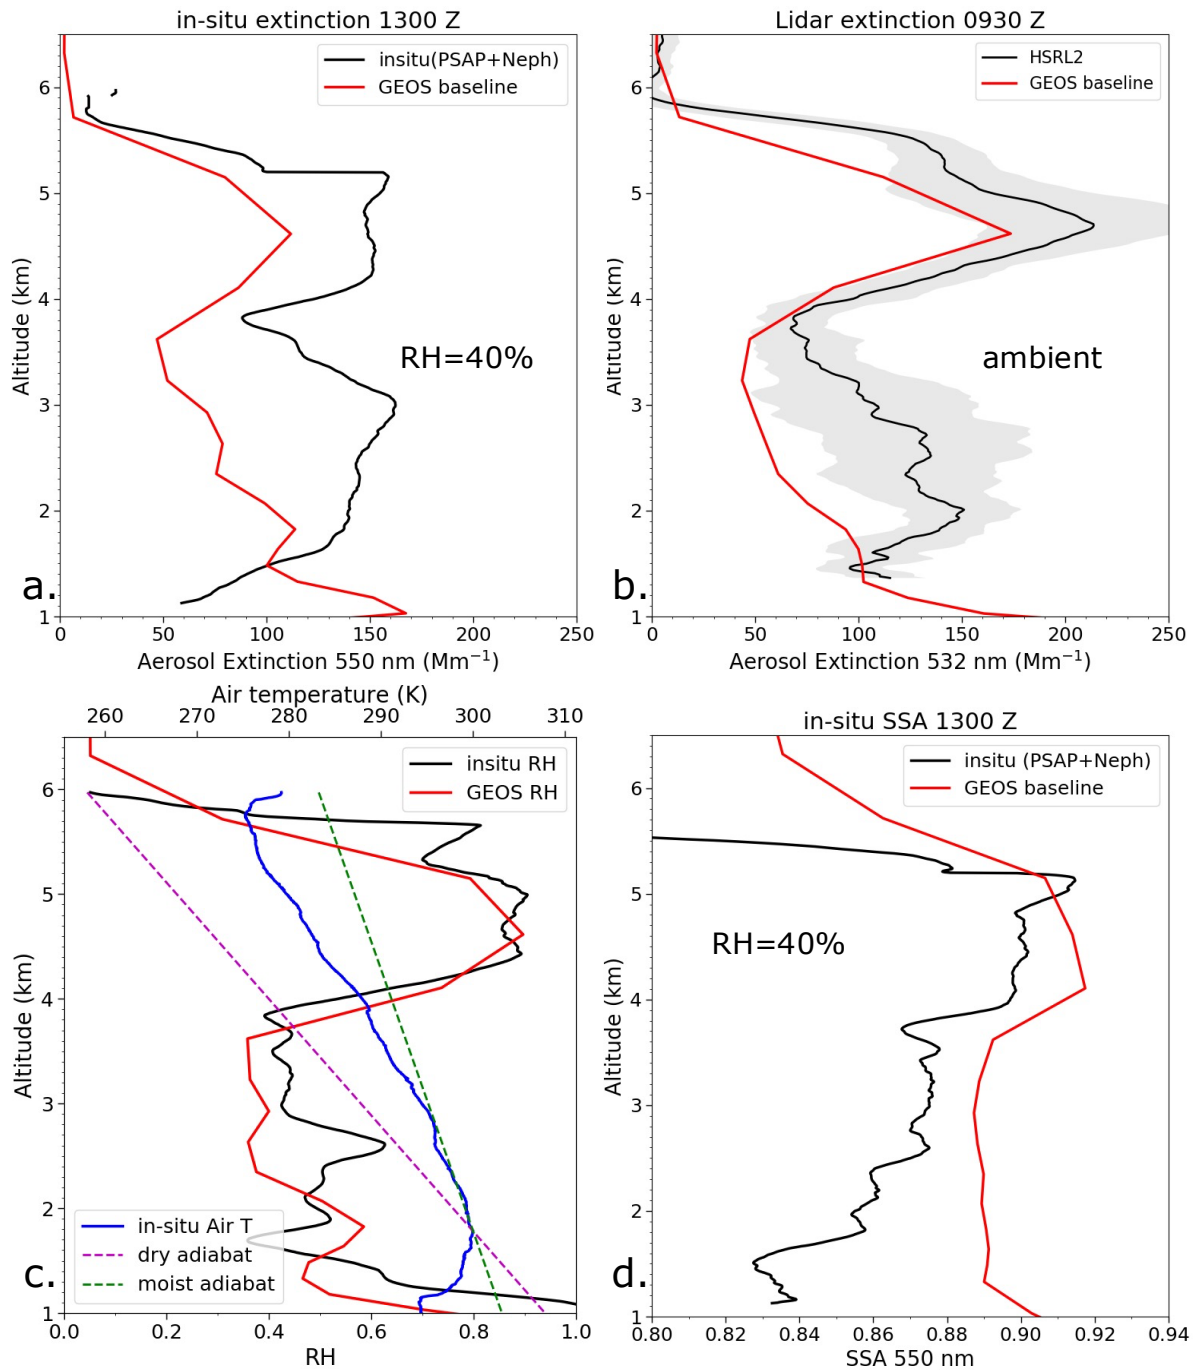 in-situ extinction 1300 Z
insitu(PSAP+Neph)
GEOS baseline
RH=40%
a.
Altitude (km)
6
5
4
3
2
1
0 50 100 150 200 250
Aerosol Extinction 550 nm (Mm⁻¹)
Lidar extinction 0930 Z
HSRL2
GEOS baseline
ambient
b.
Altitude (km)
6
5
4
3
2
1
0 50 100 150 200 250
Aerosol Extinction 532 nm (Mm⁻¹)
Air temperature (K)
260 270 280 290 300 310
insitu RH
GEOS RH
Altitude (km)
6
5
4
3
2
1
in-situ Air T
dry adiabat
moist adiabat
c.
0.0 0.2 0.4 0.6 0.8 1.0
RH
in-situ SSA 1300 Z
insitu (PSAP+Neph)
GEOS baseline
RH=40%
Altitude (km)
6
5
4
3
2
1
d.
0.80 0.82 0.84 0.86 0.88 0.90 0.92 0.94
SSA 550 nm